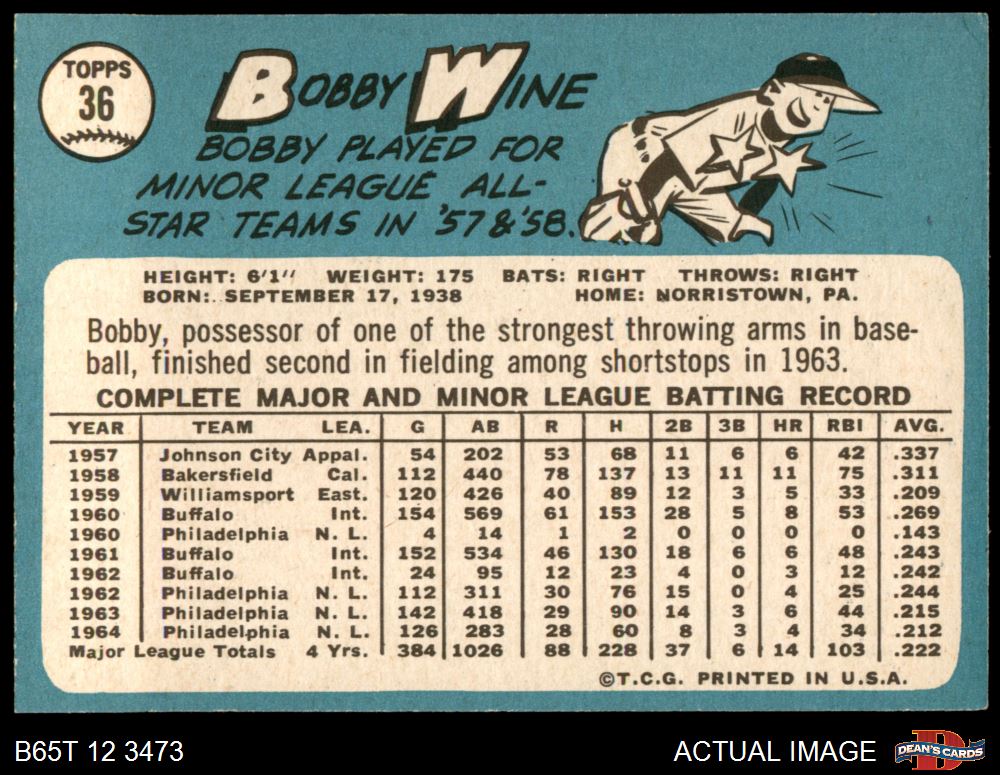 TOPPS
36
BOBBY WINE
BOBBY PLAYED FOR
MINOR LEAGUE ALL-
STAR TEAMS IN '57 & '58.
HEIGHT: 6'1" WEIGHT: 175 BATS: RIGHT THROWS: RIGHT
BORN: SEPTEMBER 17, 1938 HOME: NORRISTOWN, PA.
Bobby, possessor of one of the strongest throwing arms in base-
ball, finished second in fielding among shortstops in 1963.
COMPLETE MAJOR AND MINOR LEAGUE BATTING RECORD
YEAR TEAM LEA. G AB R H 2B 3B HR RBI AVG.
1957 Johnson City Appal. 54 202 53 68 11 6 6 42 .337
1958 Bakersfield Cal. 112 440 78 137 13 11 11 75 .311
1959 Williamsport East. 120 426 40 89 12 3 5 33 .209
1960 Buffalo Int. 154 569 61 153 28 5 8 53 .269
1960 Philadelphia N. L. 4 14 1 2 0 0 0 0 .143
1961 Buffalo Int. 152 534 46 130 18 6 6 48 .243
1962 Buffalo Int. 24 95 12 23 4 0 3 12 .242
1962 Philadelphia N. L. 112 311 30 76 15 0 4 25 .244
1963 Philadelphia N. L. 142 418 29 90 14 3 6 44 .215
1964 Philadelphia N. L. 126 283 28 60 8 3 4 34 .212
Major League Totals 4 Yrs. 384 1026 88 228 37 6 14 103 .222
©T.C.G. PRINTED IN U.S.A.
B65T 12 3473 ACTUAL IMAGE D DEAN'S CARDS